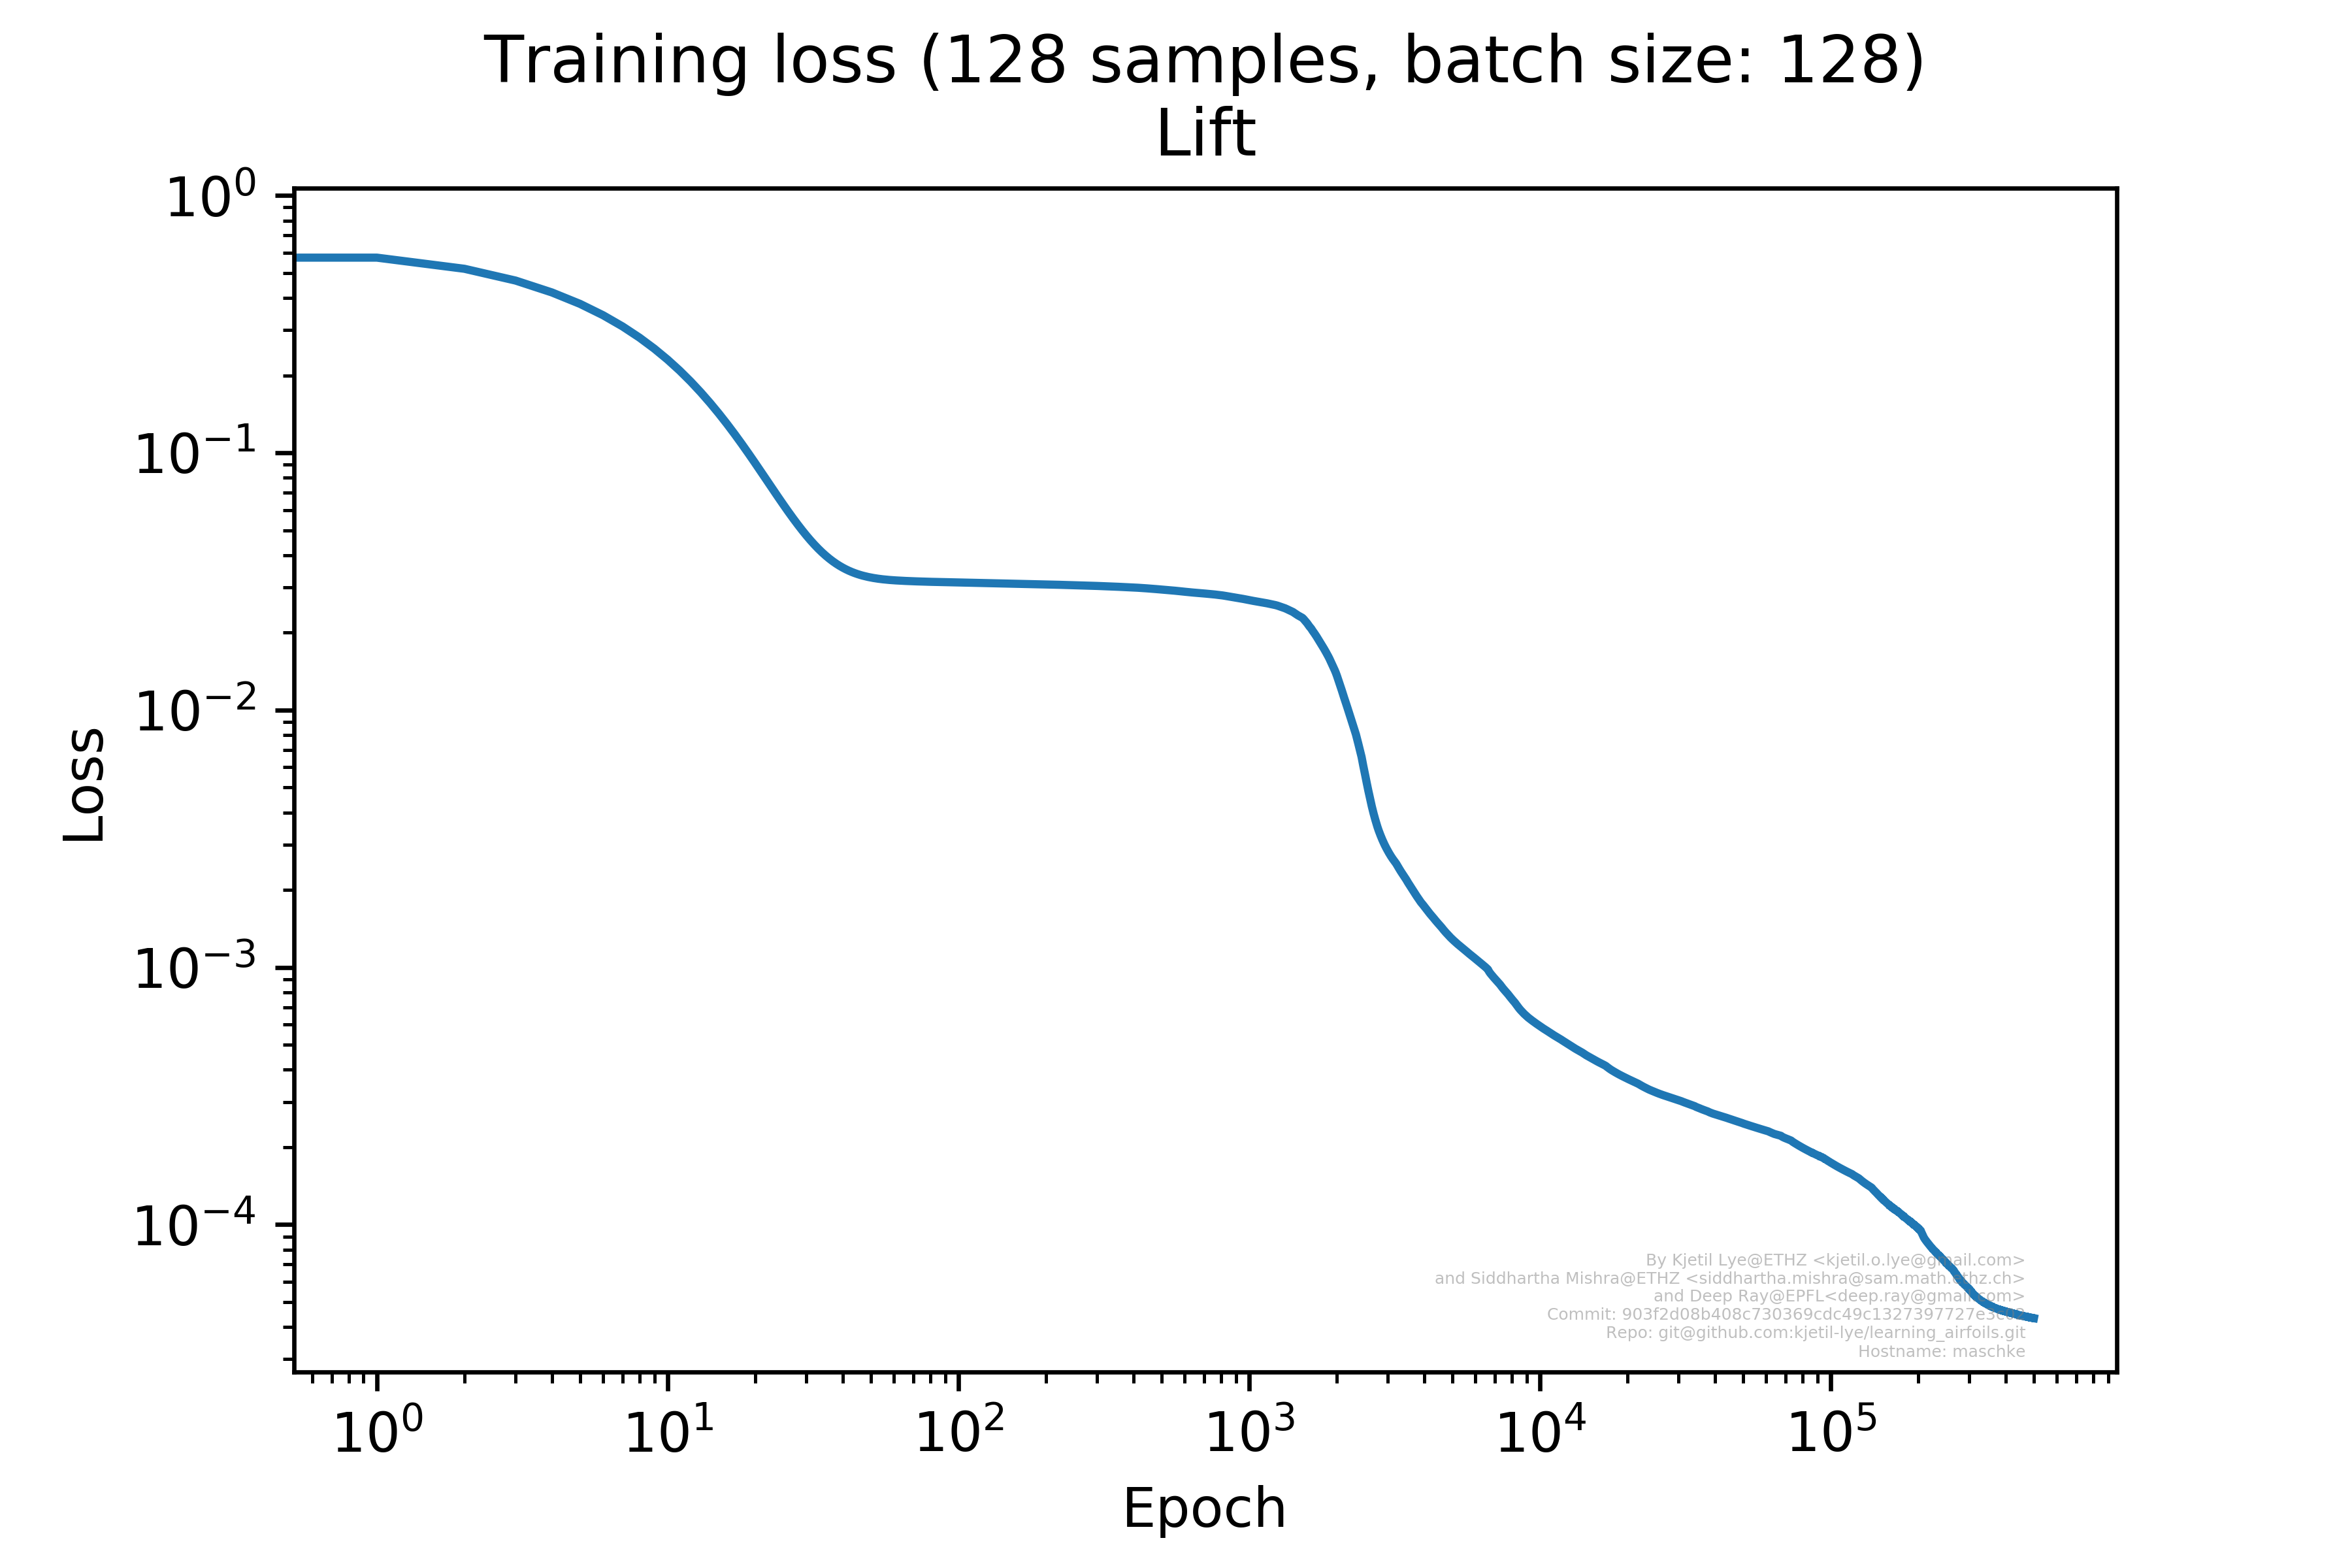 Training loss (128 samples, batch size: 128)
Lift
10⁰
10⁻¹
10⁻²
10⁻³
10⁻⁴
Loss
10⁰ 10¹ 10² 10³ 10⁴ 10⁵
Epoch
By Kjetil Lye@ETHZ <kjetil.o.lye@gmail.com>
and Siddhartha Mishra@ETHZ <siddhartha.mishra@sam.math.ethz.ch>
and Deep Ray@EPFL<deep.ray@gmail.com>
Commit:
Repo: git@github.com:kjetil-lye/learning_airfoils.git
Hostname: maschke